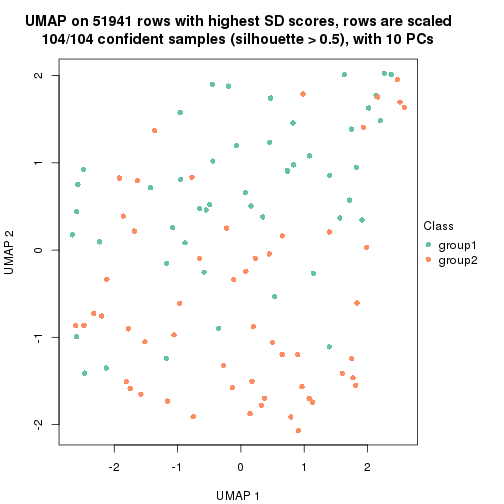 UMAP on 51941 rows with highest SD scores, rows are scaled
104/104 confident samples (silhouette > 0.5), with 10 PCs
2
1
0
-1
-2
UMAP 2
-2
-1
0
1
2
UMAP 1
Class
group1
group2